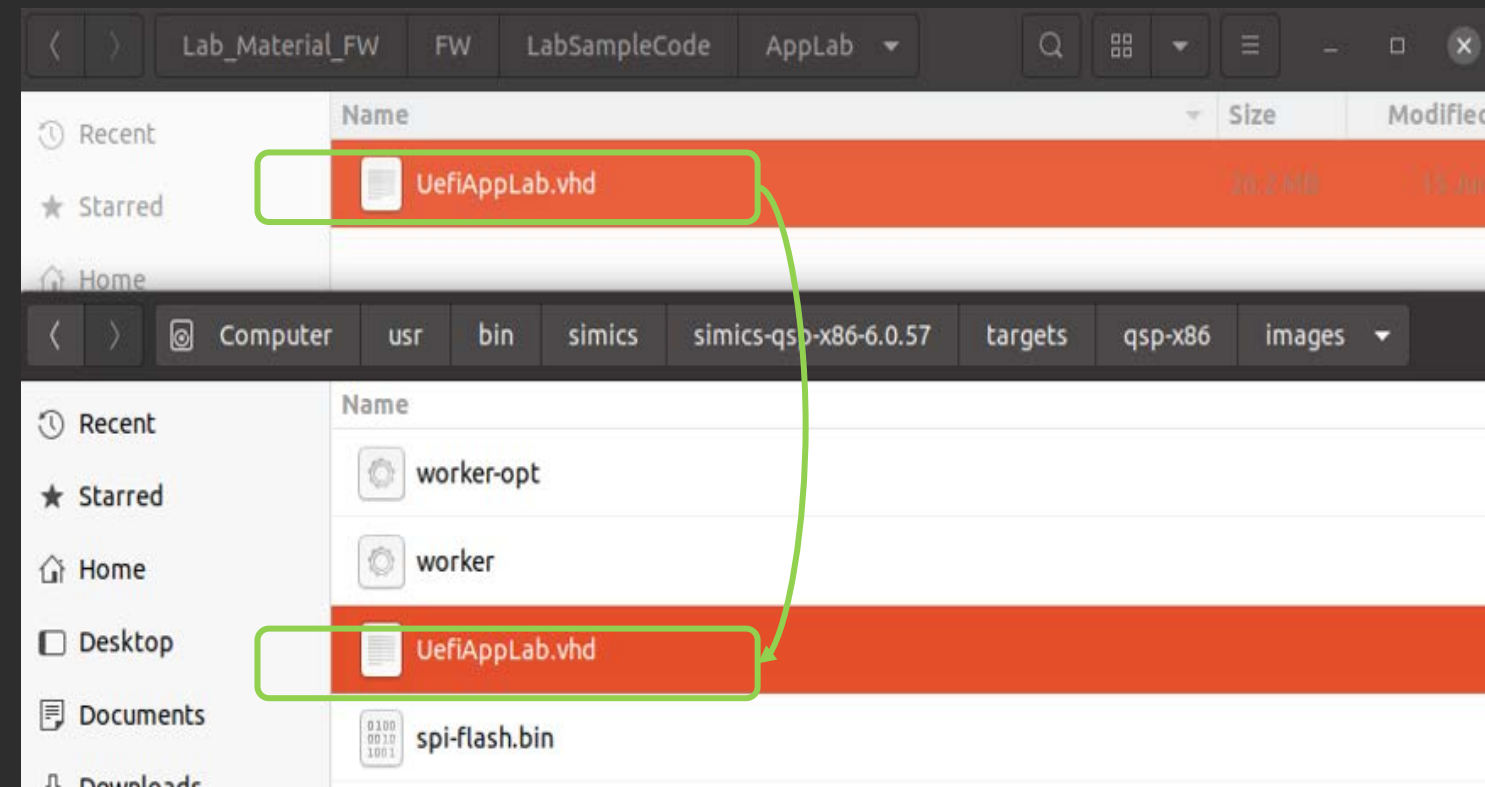 Lab_Material_FW FW LabSampleCode AppLab
Name Size Modified
Recent
UefiAppLab.vhd
Starred
Home
Computer usr bin simics simics-qsp-x86-6.0.57 targets qsp-x86 images
Name
Recent
worker-opt
Starred
worker
Home
Desktop
UefiAppLab.vhd
Documents
0100
0010
1001
spi-flash.bin
Downloads